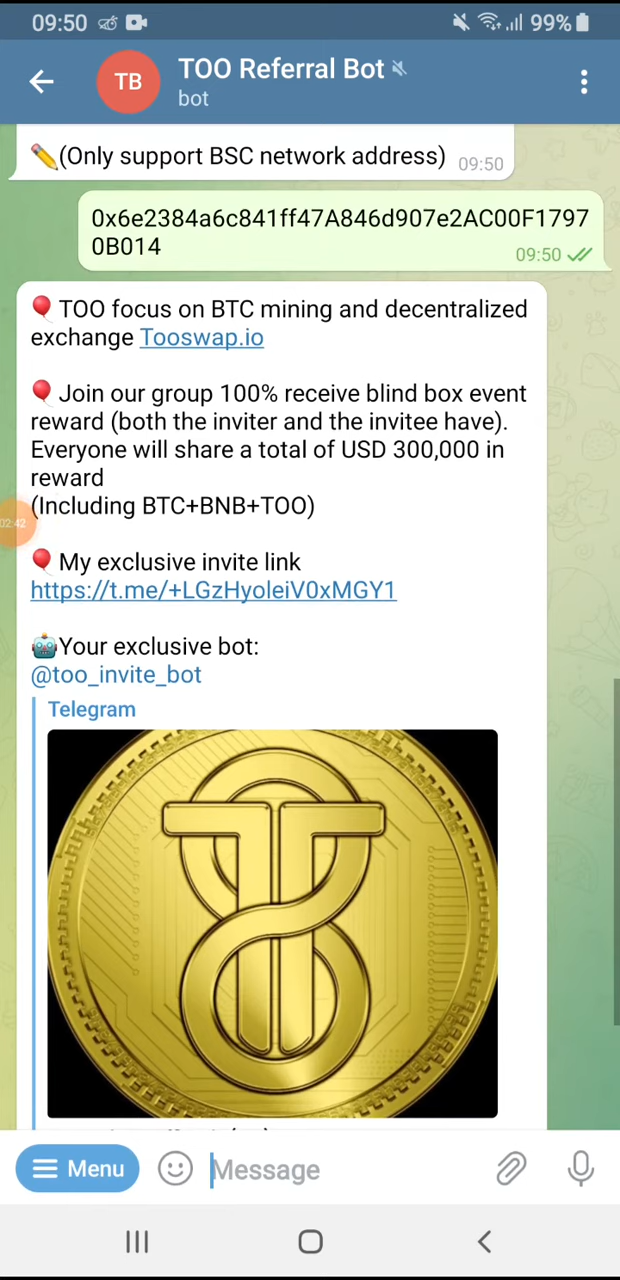 09:50 99%
TB TOO Referral Bot
bot
(Only support BSC network address) 09:50
0x6e2384a6c841ff47A846d907e2AC00F1797
0B014
09:50
TOO focus on BTC mining and decentralized
exchange Tooswap.io
Join our group 100% receive blind box event
reward (both the inviter and the invitee have).
Everyone will share a total of USD 300,000 in
reward
(Including BTC+BNB+TOO)
02:42
My exclusive invite link
https://t.me/+LGzHyoleiV0xMGY1
Your exclusive bot:
@too_invite_bot
Telegram
Menu Message